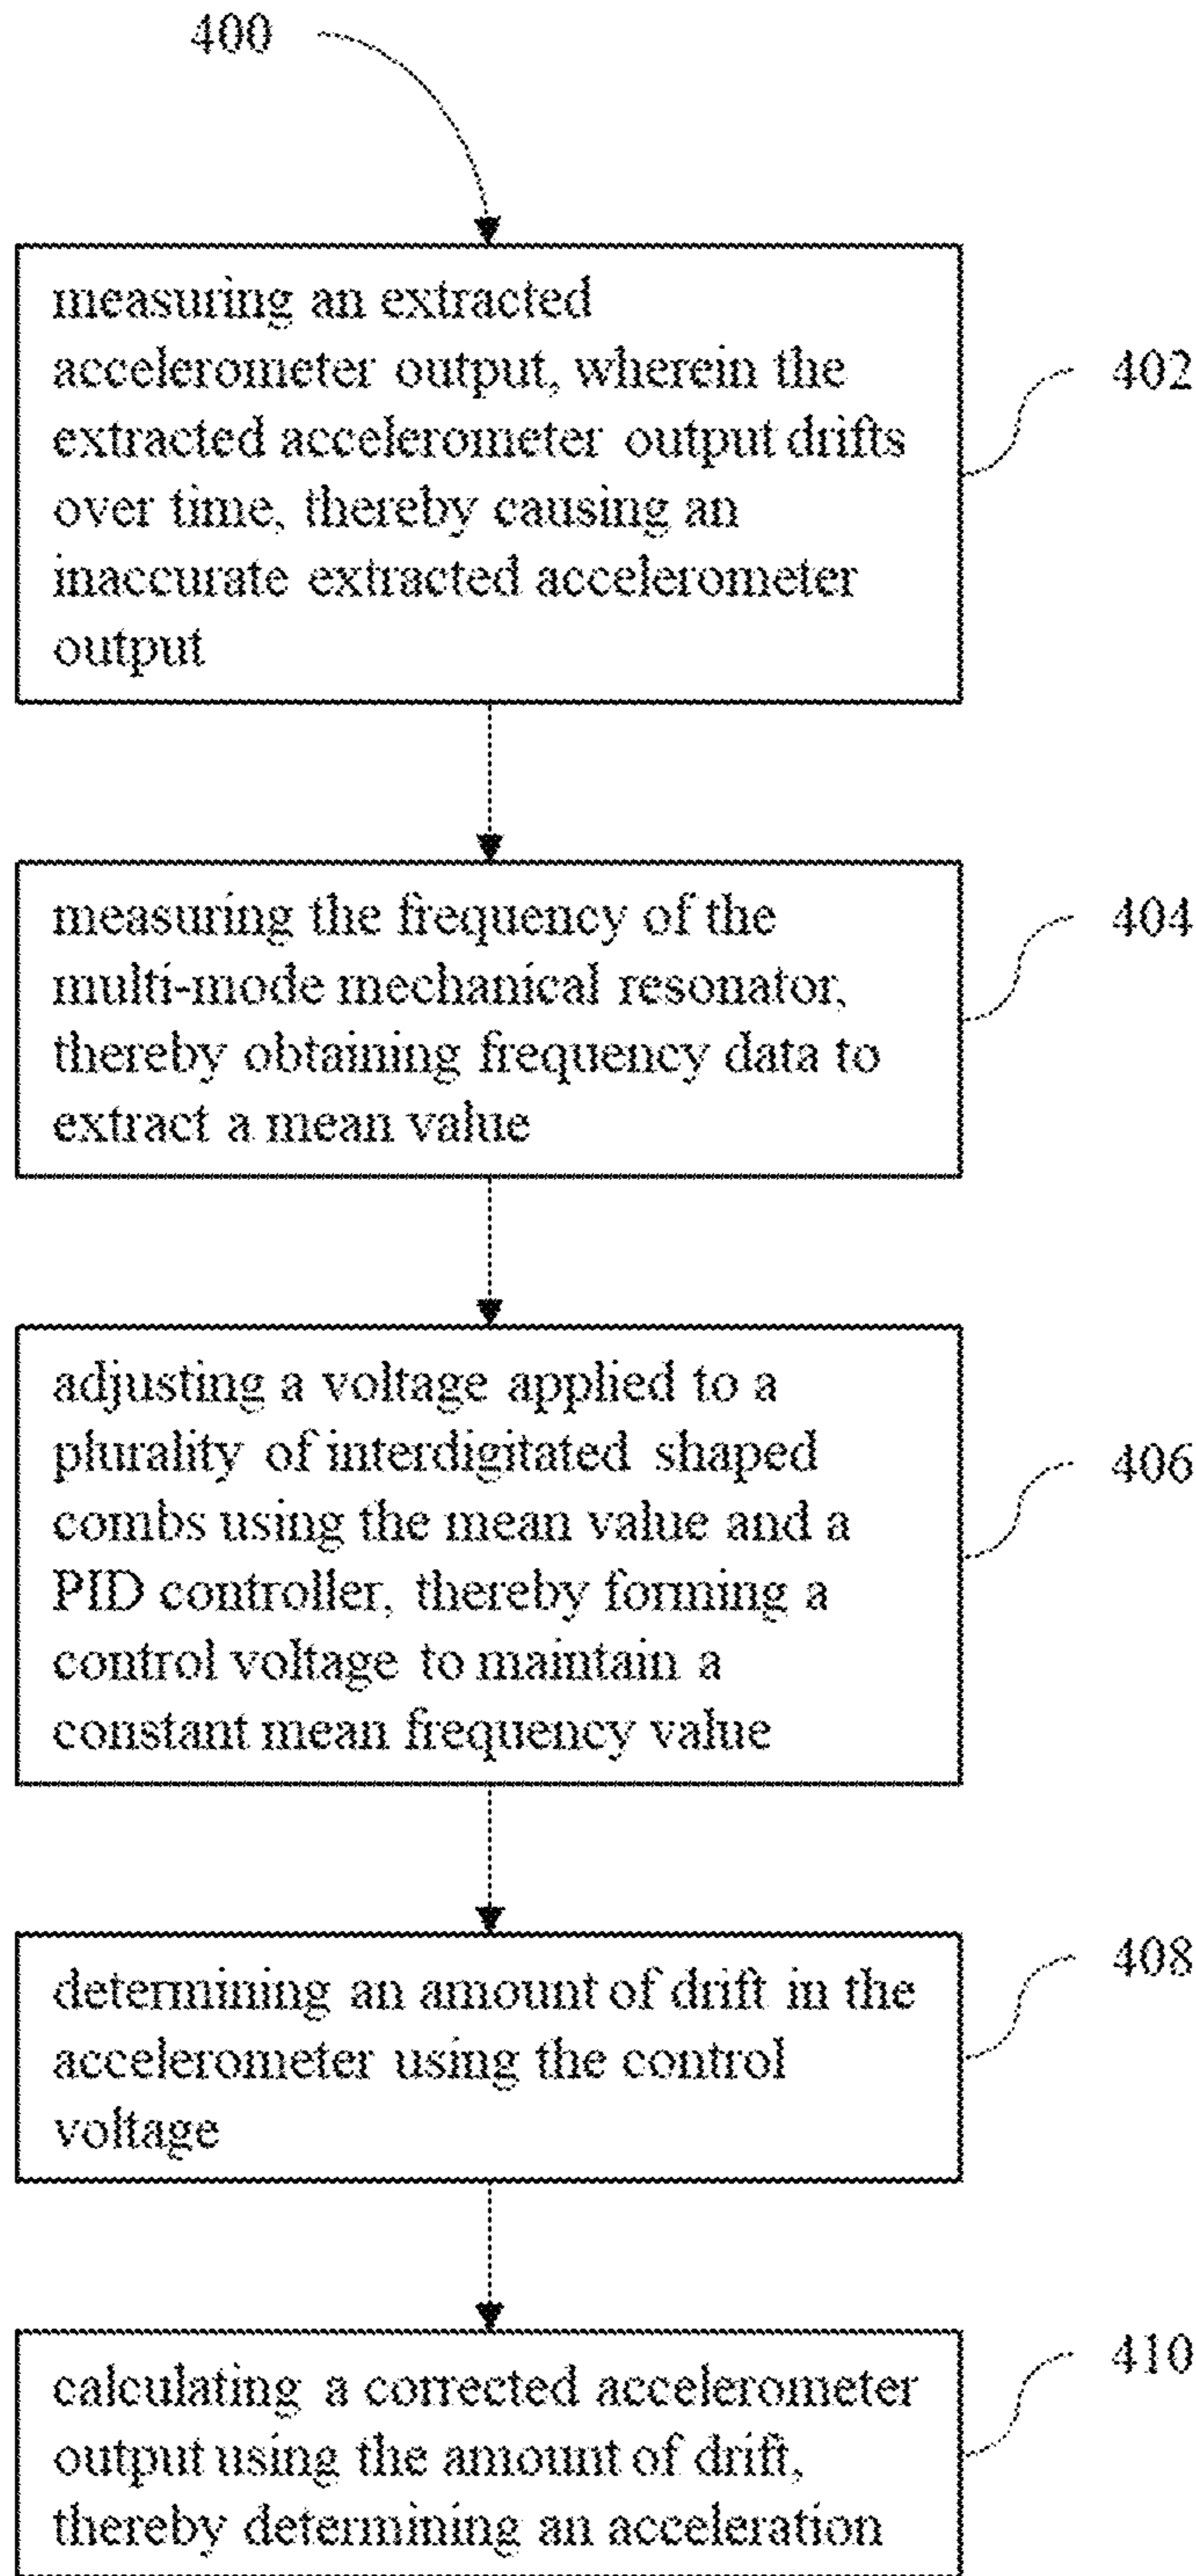 400
measuring an extracted
accelerometer output, wherein the
extracted accelerometer output drifts
over time, thereby causing an
inaccurate extracted accelerometer
output
402
measuring the frequency of the
multi-mode mechanical resonator,
thereby obtaining frequency data to
extract a mean value
404
adjusting a voltage applied to a
plurality of interdigitated shaped
combs using the mean value and a
PID controller, thereby forming a
control voltage to maintain a
constant mean frequency value
406
determining an amount of drift in the
accelerometer using the control
voltage
408
calculating a corrected accelerometer
output using the amount of drift,
thereby determining an acceleration
410